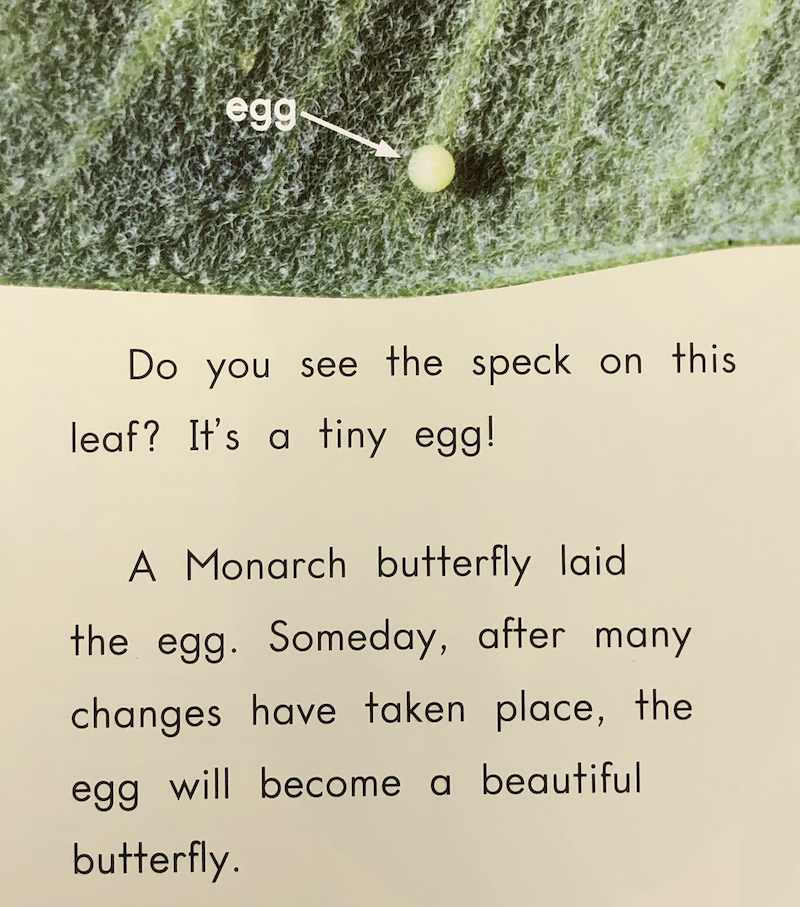 egg
Do you see the speck on this
leaf? It's a tiny egg!
A Monarch butterfly laid
the egg. Someday, after many
changes have taken place, the
egg will become a beautiful
butterfly.